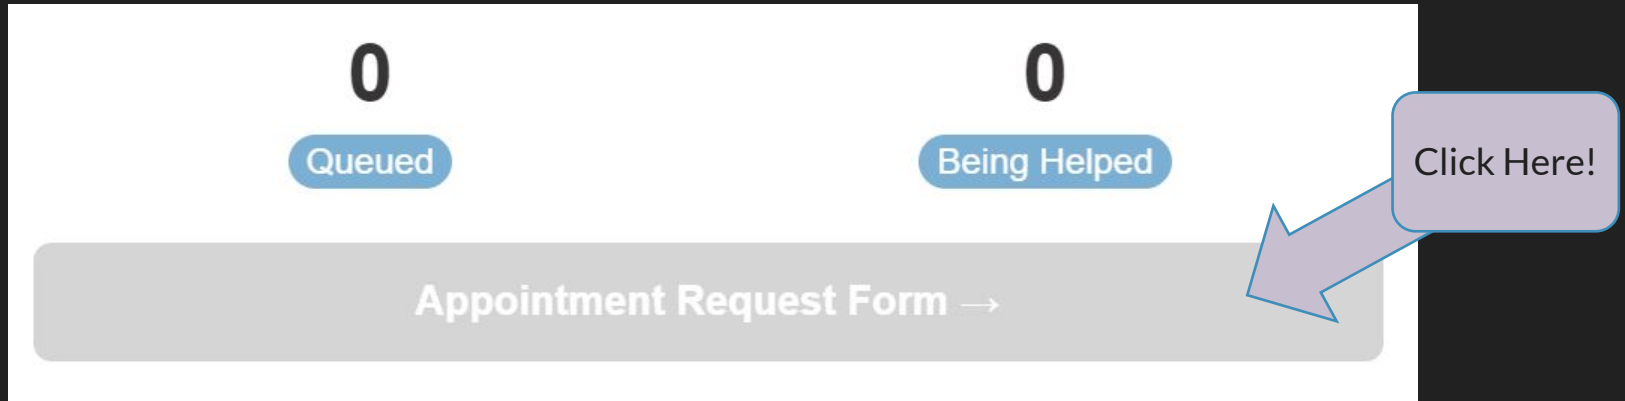 0
0
Queued
Being Helped
Click Here!
Appointment Request Form →